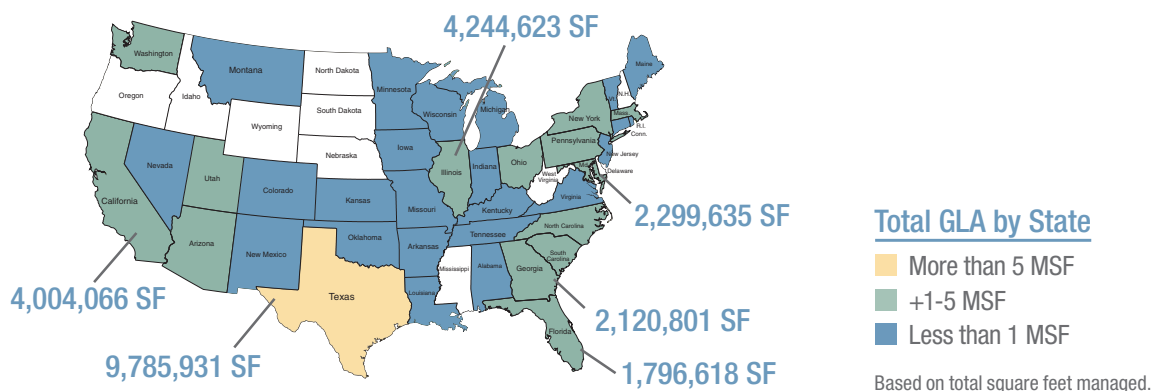 4,244,623 SF
Washington
Montana
North Dakota
Minnesota
Maine
Oregon
Idaho
South Dakota
Wisconsin
Michigan
Vt.
N.H.
New York
Mass.
R.I.
Conn.
Wyoming
Nebraska
Iowa
Pennsylvania
New Jersey
Nevada
Utah
Colorado
Illinois
Indiana
Ohio
West
Virginia
Md.
Delaware
California
Kansas
Missouri
Kentucky
Virginia
2,299,635 SF
Arizona
New Mexico
Oklahoma
Arkansas
Tennessee
North Carolina
South
Carolina
Mississippi
Alabama
Georgia
Texas
Louisiana
Florida
4,004,066 SF
9,785,931 SF
2,120,801 SF
1,796,618 SF
Total GLA by State
More than 5 MSF
+1-5 MSF
Less than 1 MSF
Based on total square feet managed.